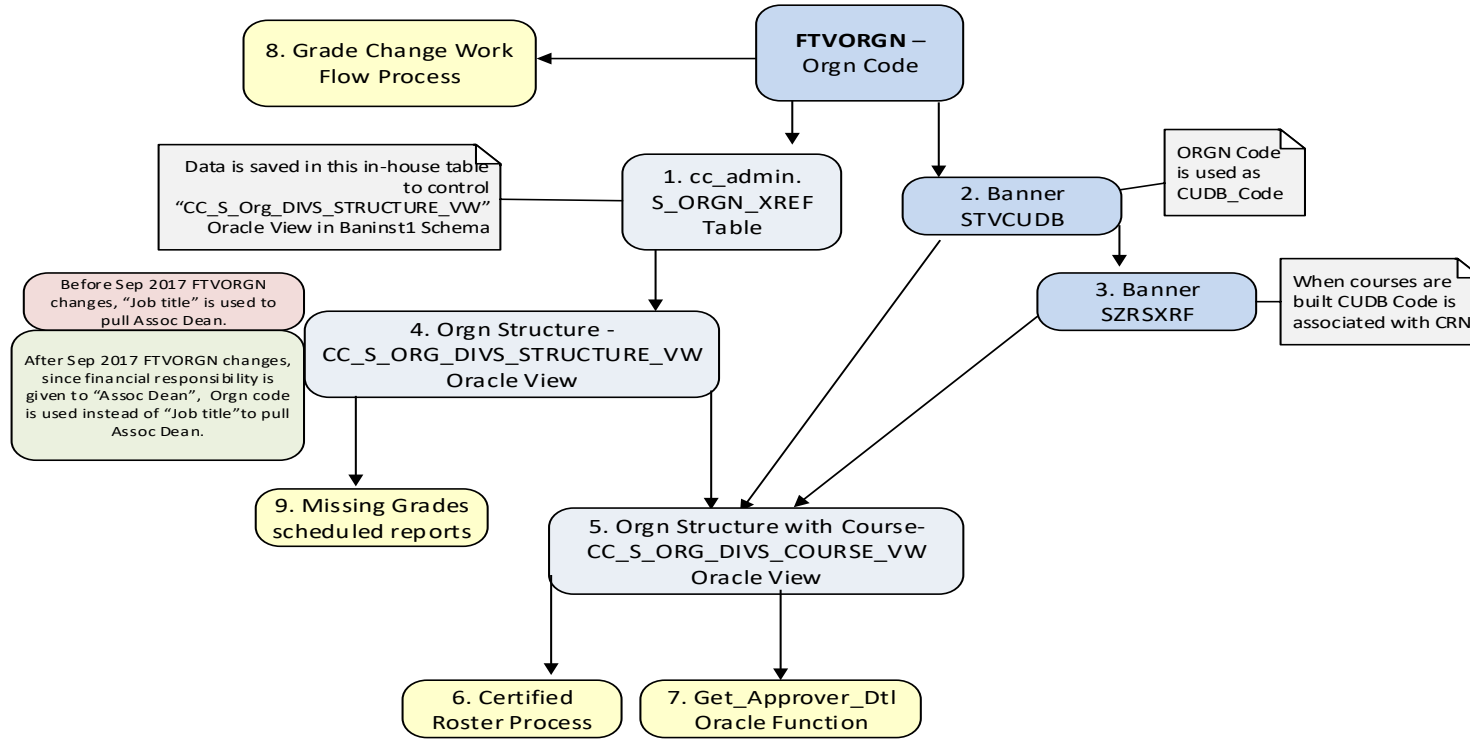 8. Grade Change Work
Flow Process
FTVORGN –
Orgn Code
Data is saved in this in-house table
to control
“CC_S_Org_DIVS_STRUCTURE_VW”
Oracle View in Baninst1 Schema
1. cc_admin.
S_ORGN_XREF
Table
2. Banner
STVCUDB
ORGN Code
is used as
CUDB_Code
3. Banner
SZRSXRF
When courses are
built CUDB Code is
associated with CRN
Before Sep 2017 FTVORGN
changes, “Job title” is used to
pull Assoc Dean.
After Sep 2017 FTVORGN changes,
since financial responsibility is
given to “Assoc Dean”, Orgn code
is used instead of “Job title”to pull
Assoc Dean.
4. Orgn Structure -
CC_S_ORG_DIVS_STRUCTURE_VW
Oracle View
9. Missing Grades
scheduled reports
5. Orgn Structure with Course-
CC_S_ORG_DIVS_COURSE_VW
Oracle View
6. Certified
Roster Process
7. Get_Approver_Dtl
Oracle Function